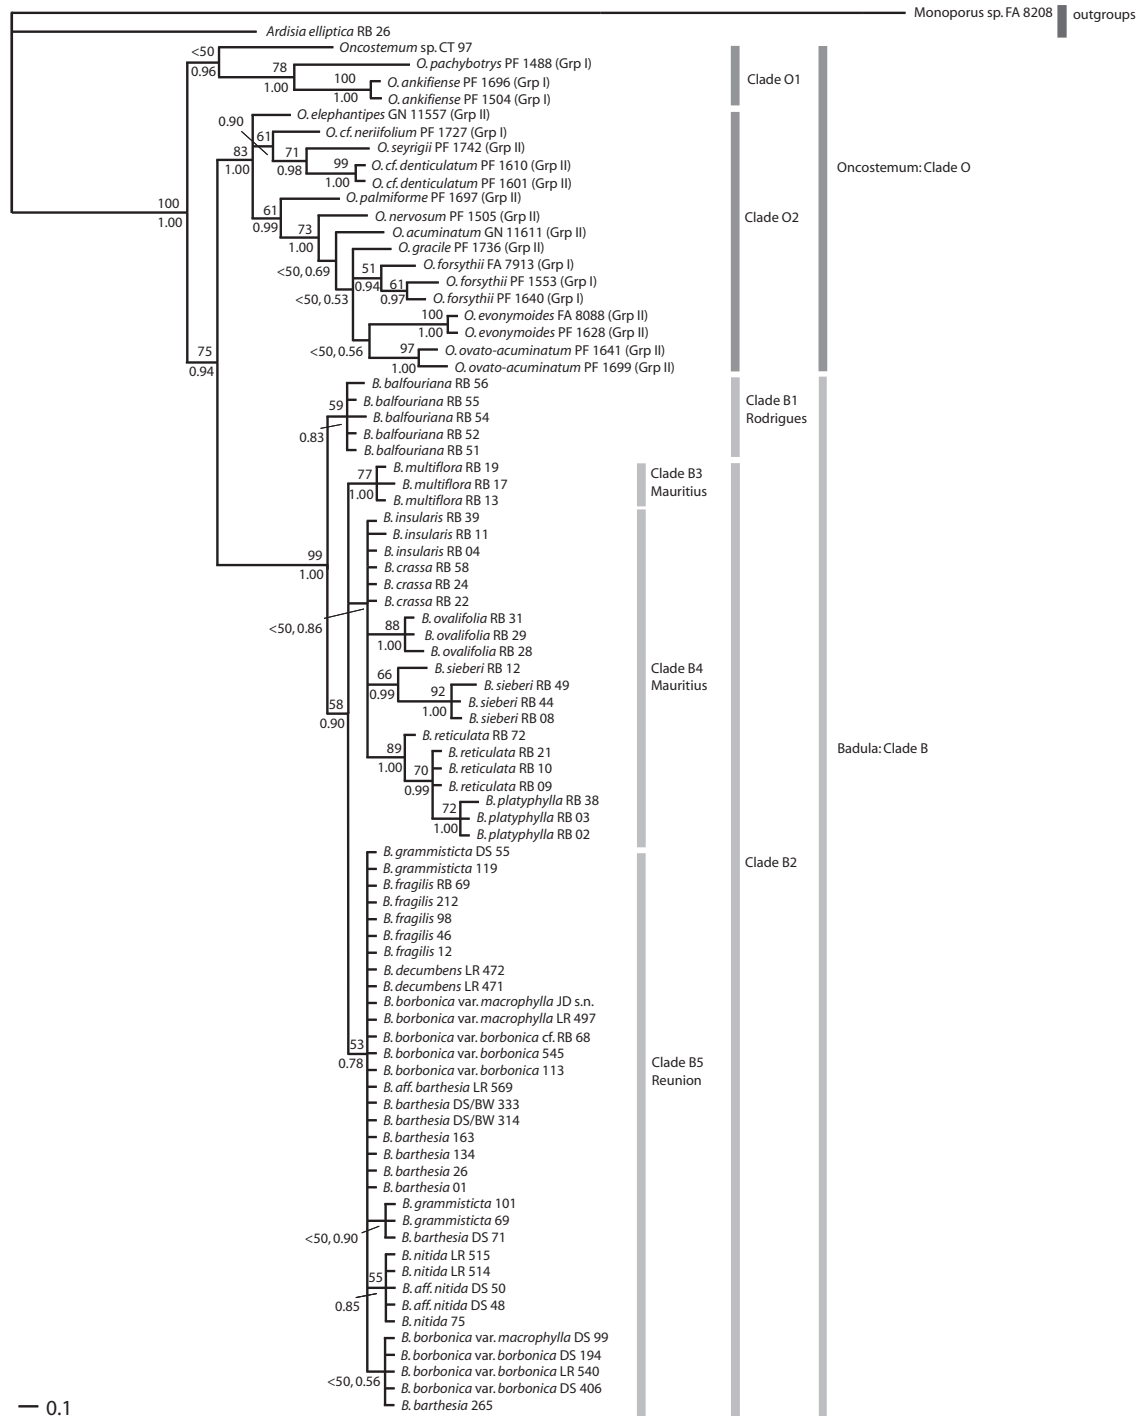 Monoporus sp. FA 8208
outgroups
Ardisia elliptica RB 26
<50
0.96
Oncostemum sp. CT 97
78
1.00
O. pachybotrys PF 1488 (Grp I)
100
1.00
O. ankifiense PF 1696 (Grp I)
O. ankifiense PF 1504 (Grp I)
Clade O1
O. elephantipes GN 11557 (Grp II)
0.90
61
O. cf. neriifolium PF 1727 (Grp I)
83
1.00
71
0.98
O. seyrigii PF 1742 (Grp II)
99
1.00
O. cf. denticulatum PF 1610 (Grp II)
O. cf. denticulatum PF 1601 (Grp II)
Oncostemum: Clade O
61
0.99
O. palmiforme PF 1697 (Grp II)
100
1.00
73
1.00
O. nervosum PF 1505 (Grp II)
Clade O2
O. acuminatum GN 11611 (Grp II)
O. gracile PF 1736 (Grp II)
<50, 0.69
51
0.94
O. forsythii FA 7913 (Grp I)
61
0.97
O. forsythii PF 1553 (Grp I)
O. forsythii PF 1640 (Grp I)
<50, 0.53
100
1.00
O. evonymoides FA 8088 (Grp II)
O. evonymoides PF 1628 (Grp II)
<50, 0.56
97
1.00
O. ovato-acuminatum PF 1641 (Grp II)
O. ovato-acuminatum PF 1699 (Grp II)
75
0.94
B. balfouriana RB 56
59
0.83
B. balfouriana RB 55
B. balfouriana RB 54
B. balfouriana RB 52
B. balfouriana RB 51
Clade B1
Rodrigues
77
1.00
B. multiflora RB 19
B. multiflora RB 17
B. multiflora RB 13
Clade B3
Mauritius
B. insularis RB 39
B. insularis RB 11
B. insularis RB 04
99
1.00
B. crassa RB 58
B. crassa RB 24
B. crassa RB 22
<50, 0.86
88
1.00
B. ovalifolia RB 31
B. ovalifolia RB 29
B. ovalifolia RB 28
66
0.99
B. sieberi RB 12
92
1.00
B. sieberi RB 49
B. sieberi RB 44
B. sieberi RB 08
Clade B4
Mauritius
58
0.90
89
1.00
B. reticulata RB 72
70
0.99
B. reticulata RB 21
B. reticulata RB 10
B. reticulata RB 09
72
1.00
B. platyphylla RB 38
B. platyphylla RB 03
B. platyphylla RB 02
Badula: Clade B
B. grammisticta DS 55
Clade B2
B. grammisticta 119
B. fragilis RB 69
B. fragilis 212
B. fragilis 98
B. fragilis 46
B. fragilis 12
B. decumbens LR 472
B. decumbens LR 471
B. borbonica var. macrophylla JD s.n.
B. borbonica var. macrophylla LR 497
B. borbonica var. borbonica cf. RB 68
53
0.78
B. borbonica var. borbonica 545
B. borbonica var. borbonica 113
Clade B5
Reunion
B. aff. barthesia LR 569
B. barthesia DS/BW 333
B. barthesia DS/BW 314
B. barthesia 163
B. barthesia 134
B. barthesia 26
B. barthesia 01
B. grammisticta 101
B. grammisticta 69
B. barthesia DS 71
<50, 0.90
B. nitida LR 515
B. nitida LR 514
55
0.85
B. aff. nitida DS 50
B. aff. nitida DS 48
B. nitida 75
B. borbonica var. macrophylla DS 99
B. borbonica var. borbonica DS 194
B. borbonica var. borbonica LR 540
<50, 0.56
B. borbonica var. borbonica DS 406
B. barthesia 265
0.1